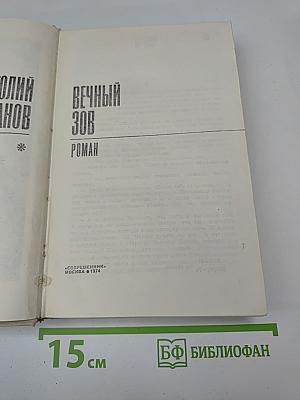 ОЛИЙ
АНОВ
*
ВЕЧНЫЙ
ЗОВ
РОМАН
«СОВРЕМЕННИК»
МОСКВА 1974
15 см
БФ БИБЛИОФАН